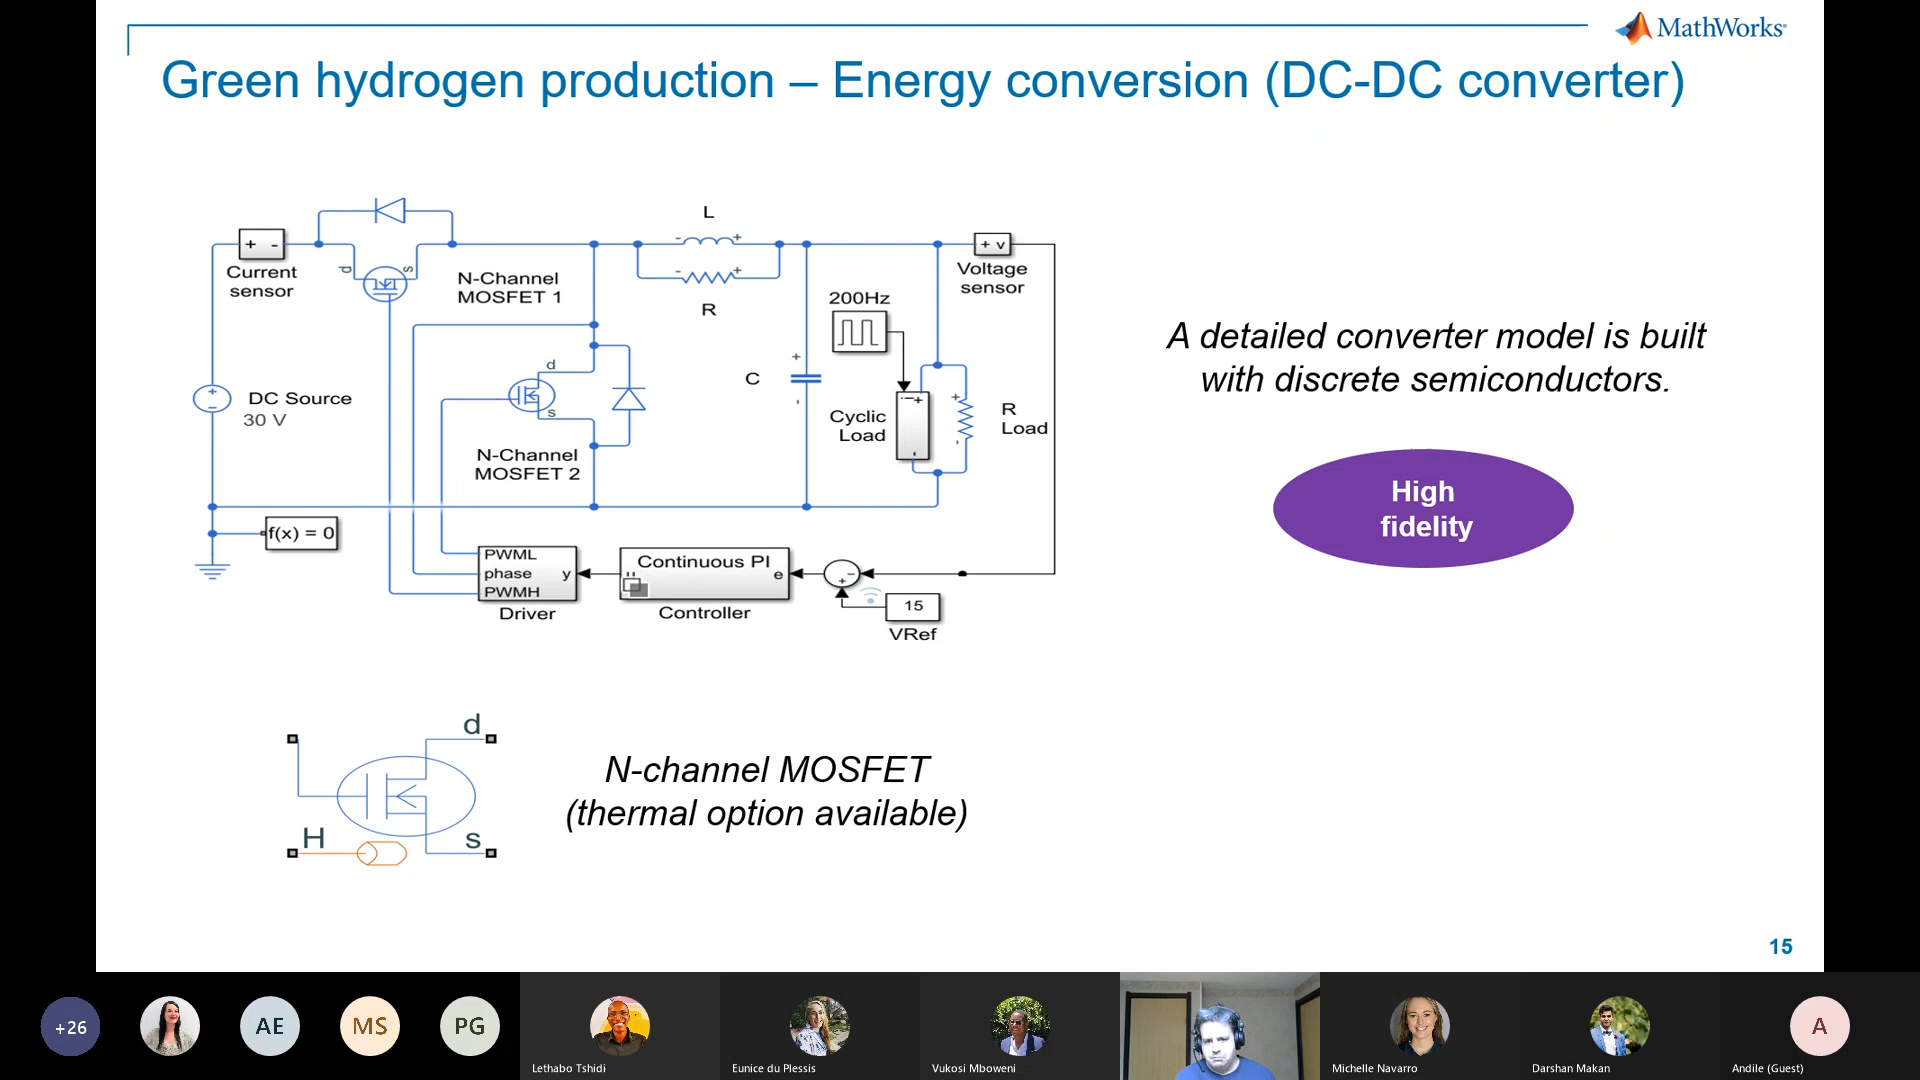 MathWorks®
Green hydrogen production – Energy conversion (DC-DC converter)
L
+ -
Current
sensor
d
s
N-Channel
MOSFET 1
- +
- +
R
+ v
Voltage
sensor
200Hz
A detailed converter model is built
with discrete semiconductors.
DC Source
30 V
d
s
N-Channel
MOSFET 2
C
+
-
Cyclic
Load
+
-
R
Load
High
fidelity
f(x) = 0
PWML
phase y
PWMH
Driver
Continuous PI
e
Controller
15
VRef
d
H
s
N-channel MOSFET
(thermal option available)
15
+26
AE
MS
PG
A
Lethabo Tshidi
Eunice du Plessis
Vukosi Mboweni
Michelle Navarro
Darshan Makan
Andile (Guest)